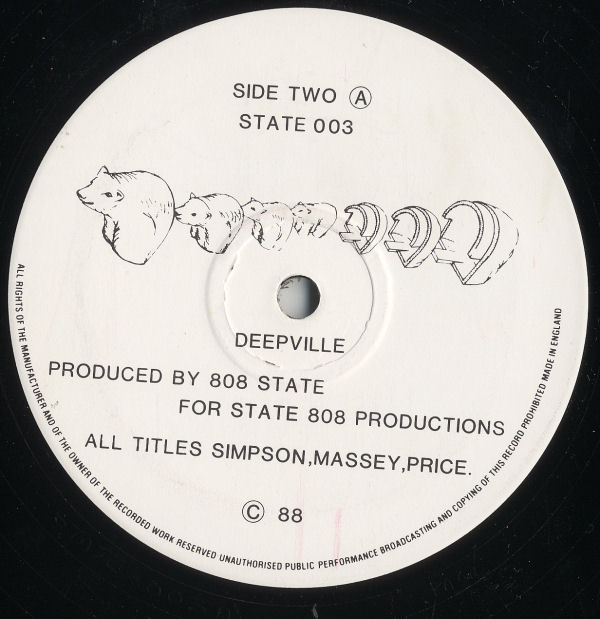 SIDE TWO Ⓐ
STATE 003
DEEPVILLE
PRODUCED BY 808 STATE
FOR STATE 808 PRODUCTIONS
ALL TITLES SIMPSON,MASSEY,PRICE.
© 88
ALL RIGHTS OF THE MANUFACTURER AND OF THE OWNER OF THE RECORDED WORK RESERVED UNAUTHORISED PUBLIC PERFORMANCE BROADCASTING AND COPYING OF THIS RECORD PROHIBITED MADE IN ENGLAND